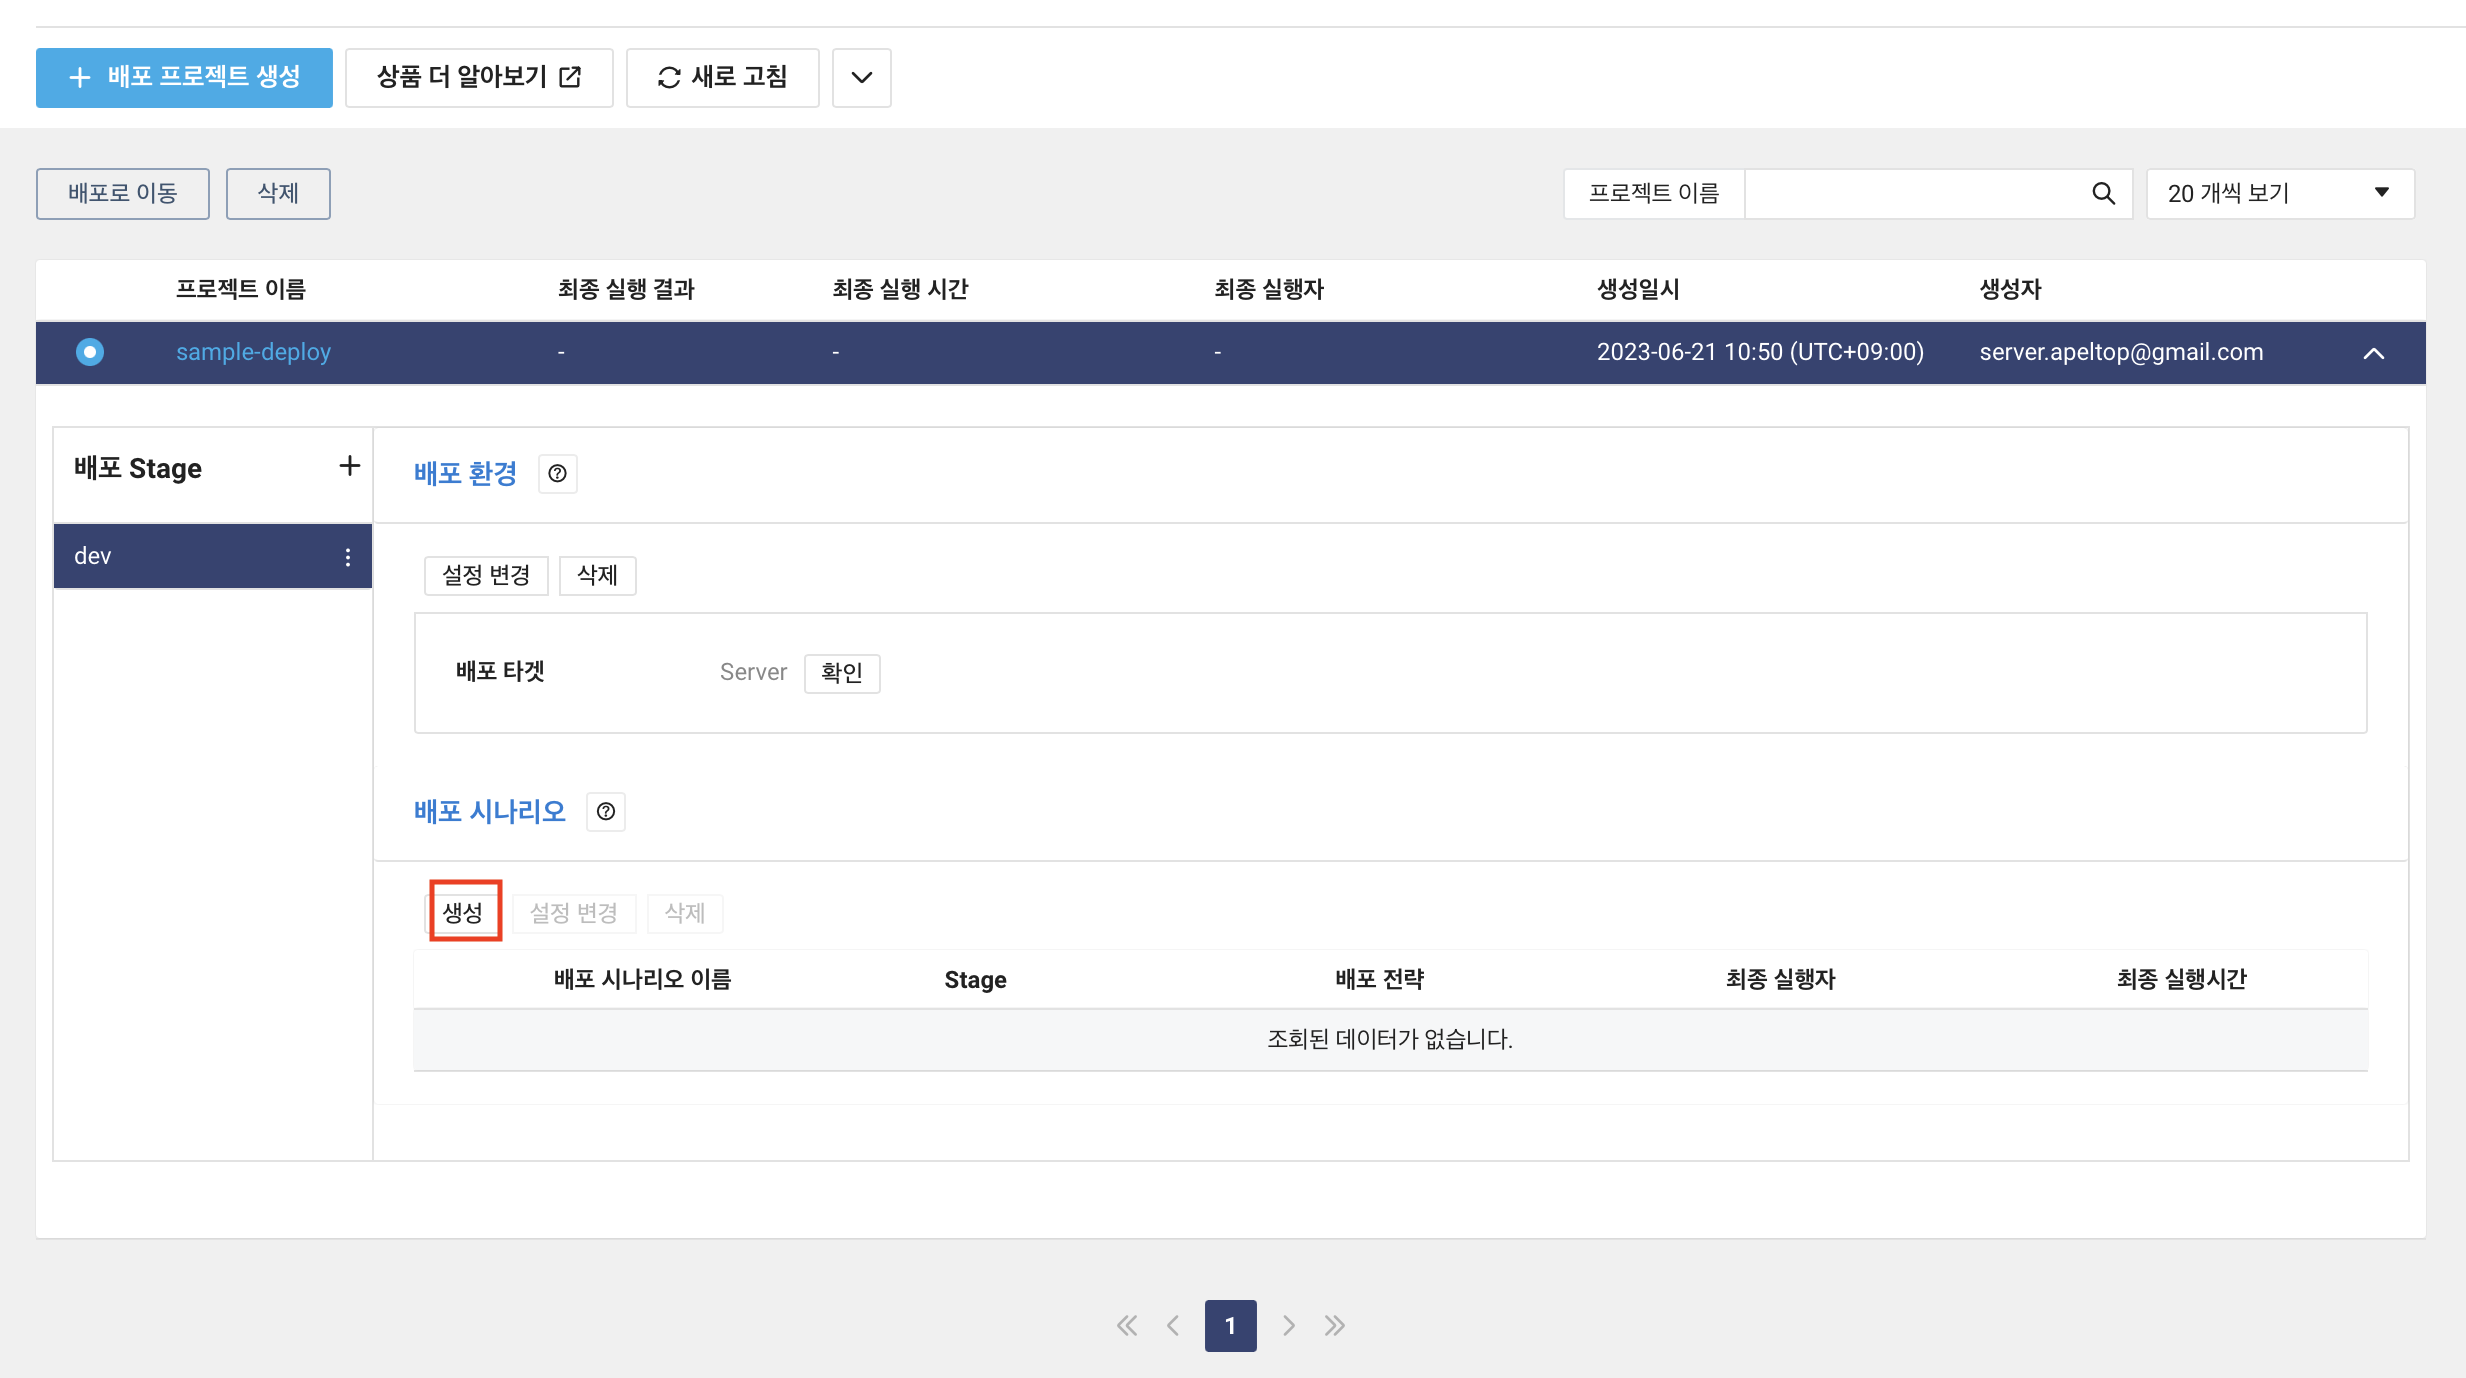 배포 프로젝트 생성 상품 더 알아보기 새로 고침
배포로 이동 삭제 프로젝트 이름 20 개씩 보기
프로젝트 이름 최종 실행 결과 최종 실행 시간 최종 실행자 생성일시 생성자
sample-deploy - - - 2023-06-21 10:50 (UTC+09:00) server.apeltop@gmail.com
배포 Stage
dev
배포 환경
설정 변경 삭제
배포 타겟 Server 확인
배포 시나리오
생성 설정 변경 삭제
배포 시나리오 이름 Stage 배포 전략 최종 실행자 최종 실행시간
조회된 데이터가 없습니다.
1